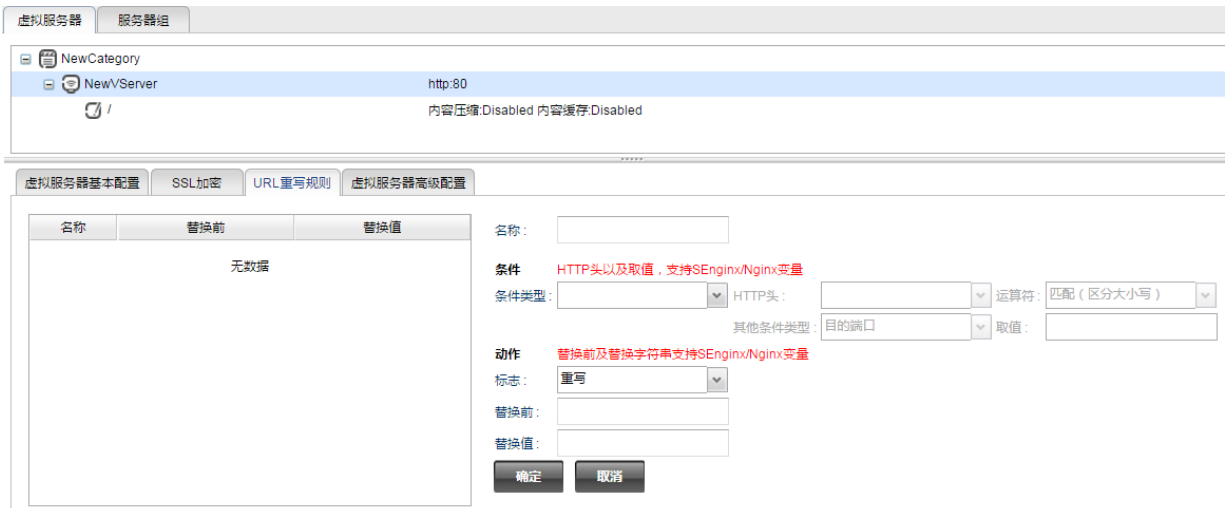 虚拟服务器 服务器组
NewCategory
NewVServer http:80
/ 内容压缩:Disabled 内容缓存:Disabled
虚拟服务器基本配置 SSL加密 URL重写规则 虚拟服务器高级配置
名称 替换前 替换值
无数据
名称 :
条件 HTTP头以及取值，支持SEnginx/Nginx变量
条件类型 : HTTP头 : 运算符 : 匹配（区分大小写）
其他条件类型 : 目的端口 取值 :
动作 替换前及替换字符串支持SEnginx/Nginx变量
标志 : 重写
替换前 :
替换值 :
确定 取消